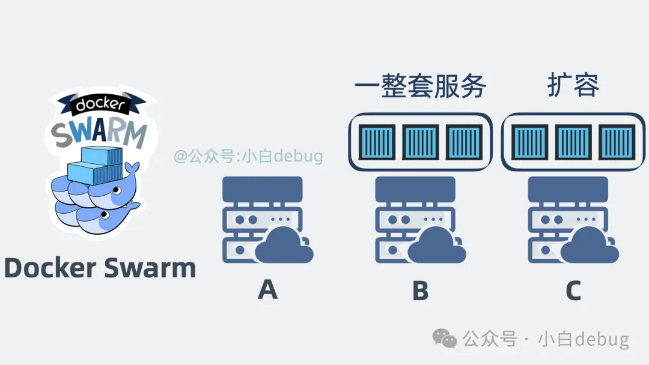 docker
SWARM
Docker Swarm
@公众号:小白debug
一整套服务
扩容
A
B
C
公众号 · 小白debug